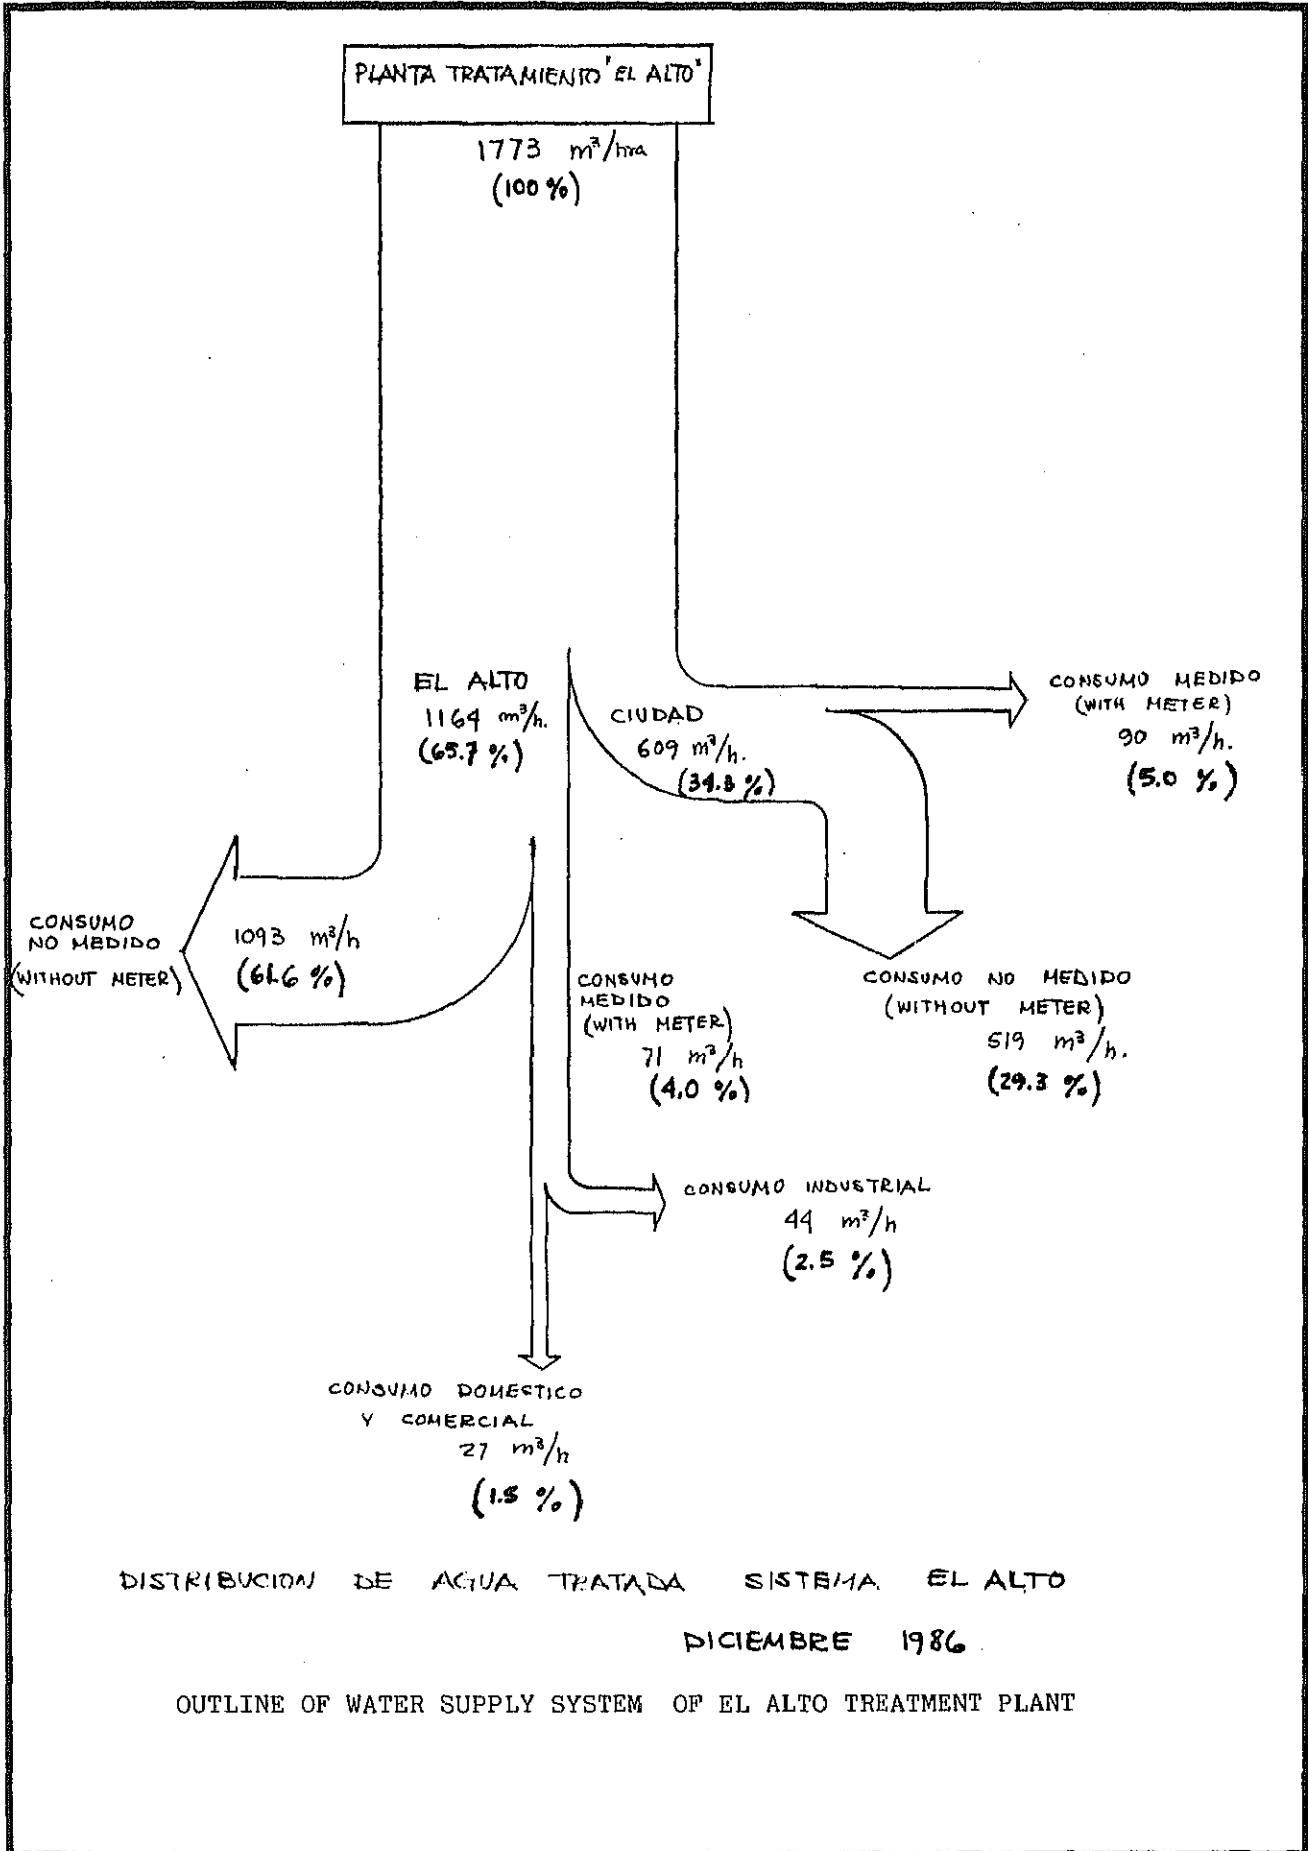 PLANTA TRATAMIENTO "EL ALTO"
1773 m³/hra
(100 %)
EL ALTO
1164 m³/h.
(65.7 %)
CIUDAD
609 m³/h.
(34.3 %)
CONSUMO MEDIDO
(WITH METER)
90 m³/h.
(5.0 %)
CONSUMO
NO MEDIDO
(WITHOUT METER)
1093 m³/h
(61.6 %)
CONSUMO
MEDIDO
(WITH METER)
71 m³/h
(4.0 %)
CONSUMO NO MEDIDO
(WITHOUT METER)
519 m³/h.
(29.3 %)
CONSUMO INDUSTRIAL
44 m³/h
(2.5 %)
CONSUMO DOMESTICO
Y COMERCIAL
27 m³/h
(1.5 %)
DISTRIBUCION DE AGUA TRATADA SISTEMA EL ALTO
DICIEMBRE 1986
OUTLINE OF WATER SUPPLY SYSTEM OF EL ALTO TREATMENT PLANT